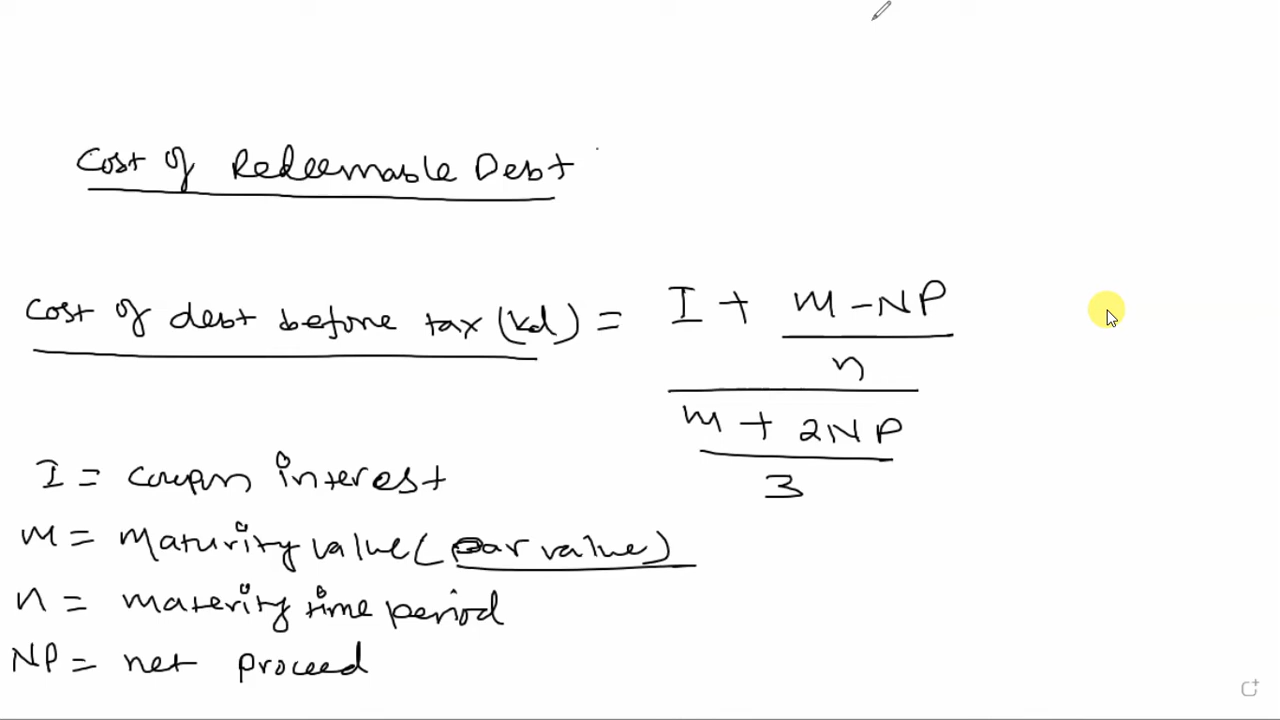 Cost of Redeemable Debt
Cost of debt before tax (kd) = I + m - NP
n
m + 2NP
3
I = coupon interest
m = maturity value (par value)
n = materity time period
NP = net proceed